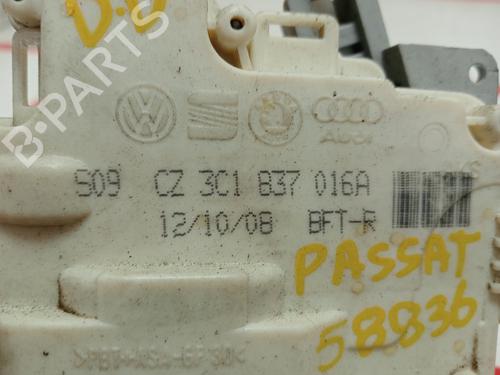 D.D
B-PARTS
Audi
S09 CZ 3C1 837 016A
12/10/08 BFT-R
PASSAT
58836